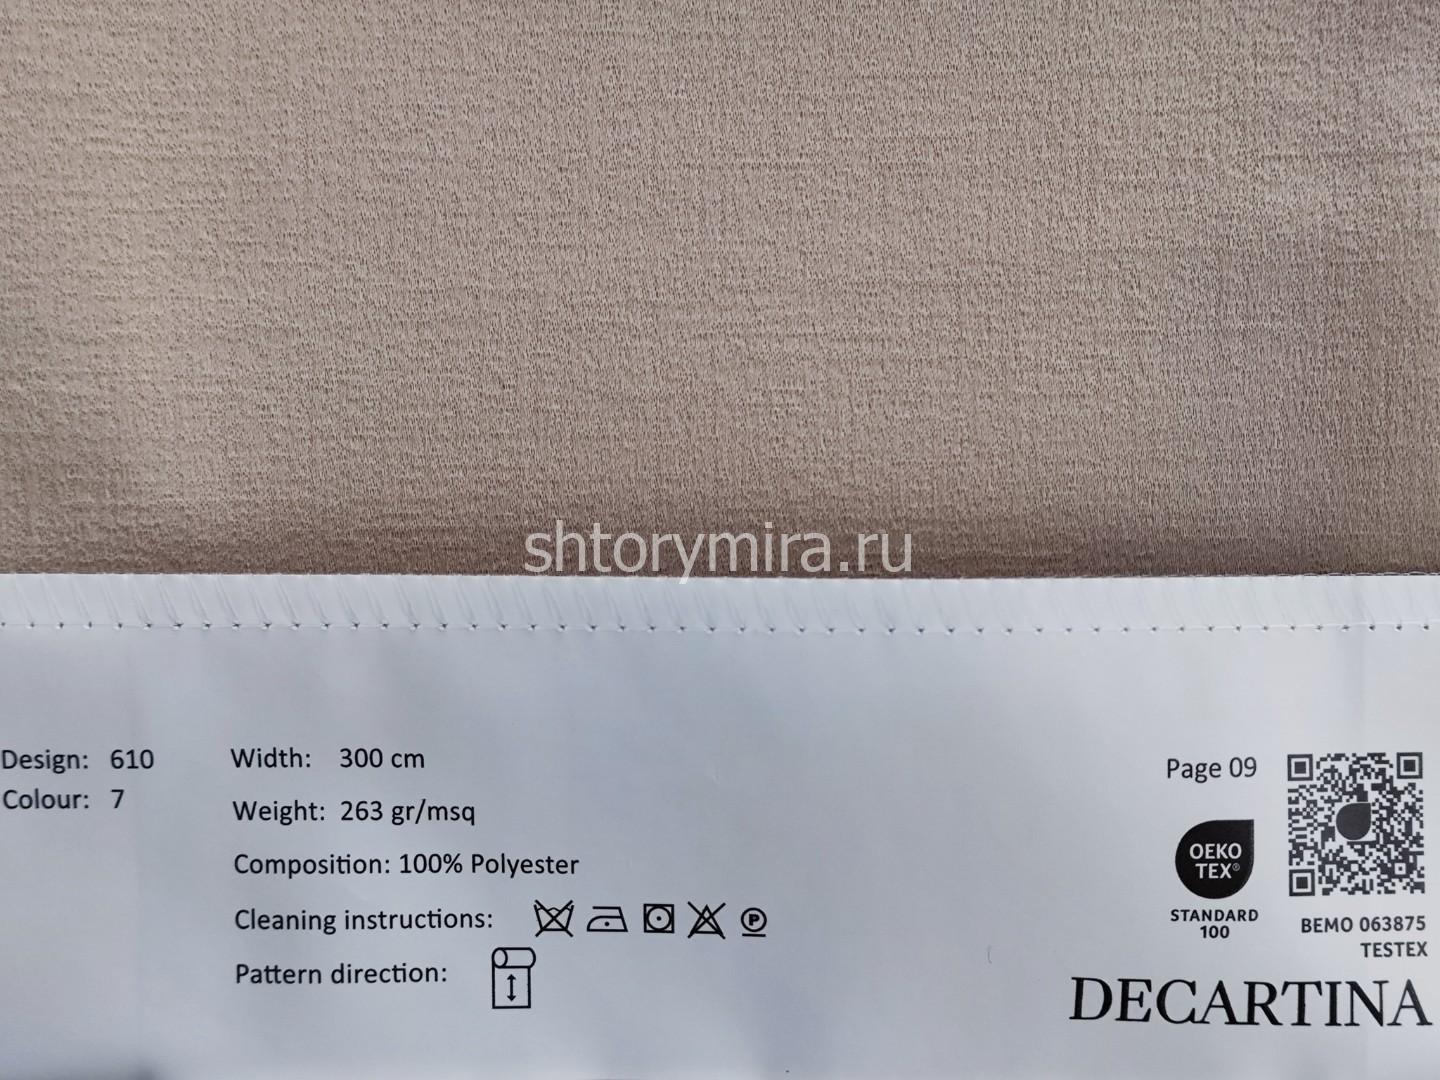 shtorymira.ru
Design: 610
Colour: 7
Width: 300 cm
Weight: 263 gr/msq
Composition: 100% Polyester
Cleaning instructions:
P
Pattern direction:
Page 09
OEKO
TEX®
STANDARD
100
BEMO 063875
TESTEX
DECARTINA